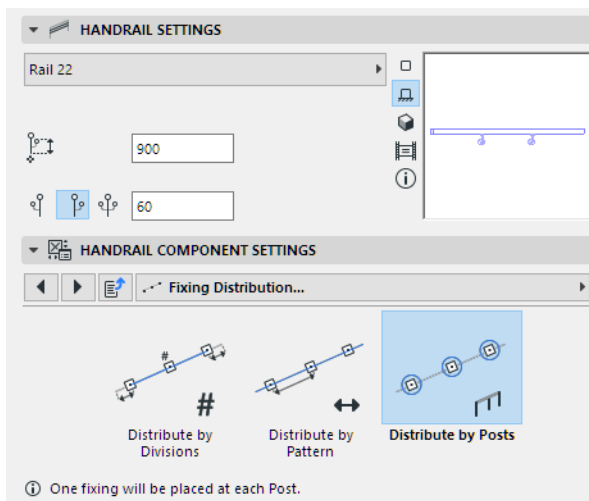 HANDRAIL SETTINGS
Rail 22
900
60
HANDRAIL COMPONENT SETTINGS
Fixing Distribution...
#
#
Distribute by
Divisions
Distribute by
Pattern
Distribute by Posts
One fixing will be placed at each Post.